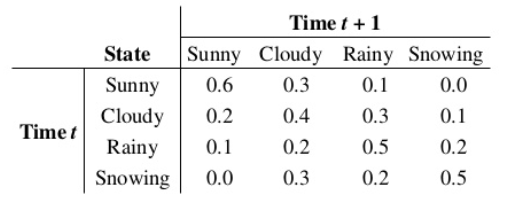 Time t + 1
State Sunny Cloudy Rainy Snowing
Sunny 0.6 0.3 0.1 0.0
Cloudy 0.2 0.4 0.3 0.1
Time t
Rainy 0.1 0.2 0.5 0.2
Snowing 0.0 0.3 0.2 0.5